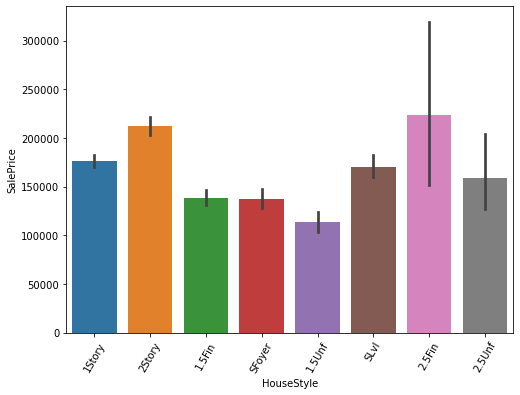 300000
250000
200000
150000
100000
50000
0
SalePrice
1Story
2Story
1.5Fin
SFoyer
1.5Unf
SLvl
2.5Fin
2.5Unf
HouseStyle